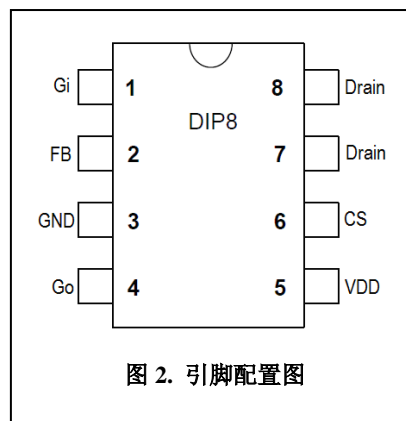 Gi 1 8 Drain
DIP8
FB 2 7 Drain
GND 3 6 CS
Go 4 5 VDD
图 2. 引脚配置图